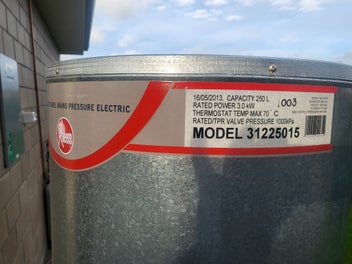 MAINS PRESSURE ELECTRIC
Rheem
16/05/2013 CAPACITY 250 L
RATED POWER 3.0 kW
THERMOSTAT TEMP MAX 70 C
RATED/TPR VALVE PRESSURE 1000kPa
MODEL 31225015
003